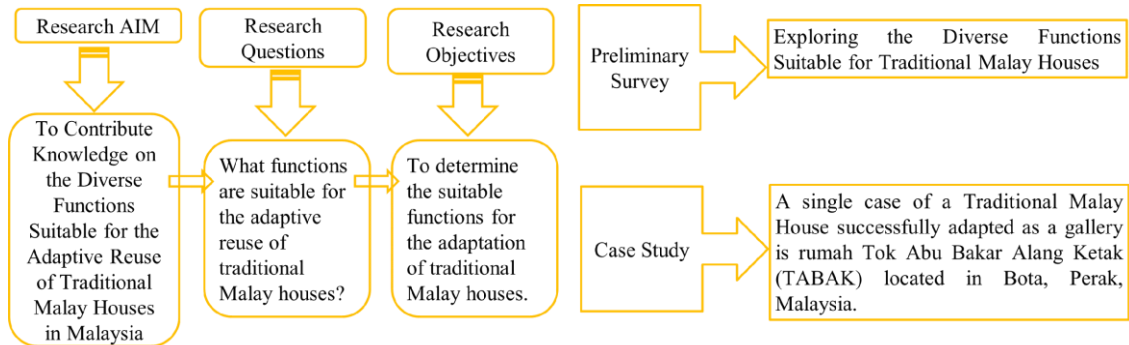 Research AIM
To Contribute
Knowledge on
the Diverse
Functions
Suitable for the
Adaptive Reuse
of Traditional
Malay Houses
in Malaysia
Research
Questions
What functions
are suitable for
the adaptive
reuse of
traditional
Malay houses?
Research
Objectives
To determine
the suitable
functions for
the adaptation
of traditional
Malay houses.
Preliminary
Survey
Exploring the Diverse Functions
Suitable for Traditional Malay Houses
Case Study
A single case of a Traditional Malay
House successfully adapted as a gallery
is rumah Tok Abu Bakar Alang Ketak
(TABAK) located in Bota, Perak,
Malaysia.